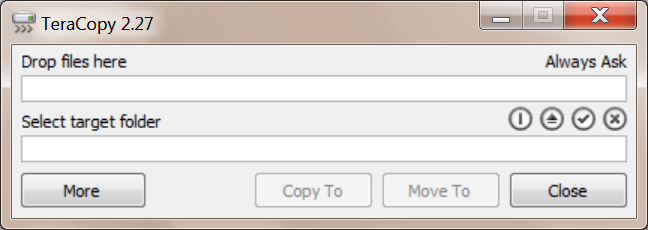 TeraCopy 2.27
Drop files here Always Ask
Select target folder
More Copy To Move To Close